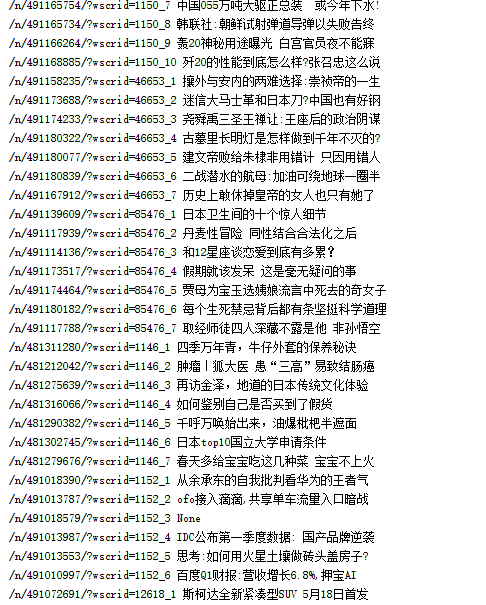 /n/491165754/?wscrid=1150_7 中国055万吨大驱正总装  或今年下水!
/n/491165734/?wscrid=1150_8 韩联社:朝鲜试射弹道导弹以失败告终
/n/491166264/?wscrid=1150_9 轰20神秘用途曝光 白宫官员夜不能寐
/n/491168885/?wscrid=1150_10 歼20的性能到底怎么样?张召忠这么说
/n/491158235/?wscrid=46653_1 攘外与安内的两难选择:崇祯帝的一生
/n/491173688/?wscrid=46653_2 迷信大马士革和日本刀?中国也有好钢
/n/491174233/?wscrid=46653_3 尧舜禹三圣王禅让:王座后的政治阴谋
/n/491180322/?wscrid=46653_4 古墓里长明灯是怎样做到千年不灭的?
/n/491180077/?wscrid=46653_5 建文帝败给朱棣非用错计 只因用错人
/n/491180839/?wscrid=46653_6 二战潜水的航母:加油可绕地球一圈半
/n/491167912/?wscrid=46653_7 历史上敢休掉皇帝的女人也只有她了
/n/491139609/?wscrid=85476_1 日本卫生间的十个惊人细节
/n/491117939/?wscrid=85476_2 丹麦性冒险 同性结合合法化之后
/n/491114136/?wscrid=85476_3 和12星座谈恋爱到底有多累？
/n/491173517/?wscrid=85476_4 假期就该发呆 这是毫无疑问的事
/n/491174464/?wscrid=85476_5 贾母为宝玉选姨娘流言中死去的奇女子
/n/491180182/?wscrid=85476_6 每个生死禁忌背后都有条坚挺科学道理
/n/491117788/?wscrid=85476_7 取经师徒四人深藏不露是他 非孙悟空
/n/481311280/?wscrid=1146_1 四季万年青，牛仔外套的保养秘诀
/n/481212042/?wscrid=1146_2 肿瘤丨狐大医 患“三高”易致结肠癌
/n/481275639/?wscrid=1146_3 再访金泽，地道的日本传统文化体验
/n/481316066/?wscrid=1146_4 如何鉴别自己是否买到了假货
/n/481290382/?wscrid=1146_5 千呼万唤始出来，油爆枇杷半遮面
/n/481302745/?wscrid=1146_6 日本top10国立大学申请条件
/n/481279676/?wscrid=1146_7 春天多给宝宝吃这几种菜 宝宝不上火
/n/491018390/?wscrid=1152_1 从余承东的自我批判看华为的王者气
/n/491013787/?wscrid=1152_2 ofo接入滴滴,共享单车流量入口暗战
/n/491018579/?wscrid=1152_3 None
/n/491013987/?wscrid=1152_4 IDC公布第一季度数据: 国产品牌逆袭
/n/491013553/?wscrid=1152_5 思考:如何用火星土壤做砖头盖房子?
/n/491010997/?wscrid=1152_6 百度Q1财报:营收增长6.8%,押宝AI
/n/491072691/?wscrid=12618_1 斯柯达全新紧凑型SUV 5月18日首发